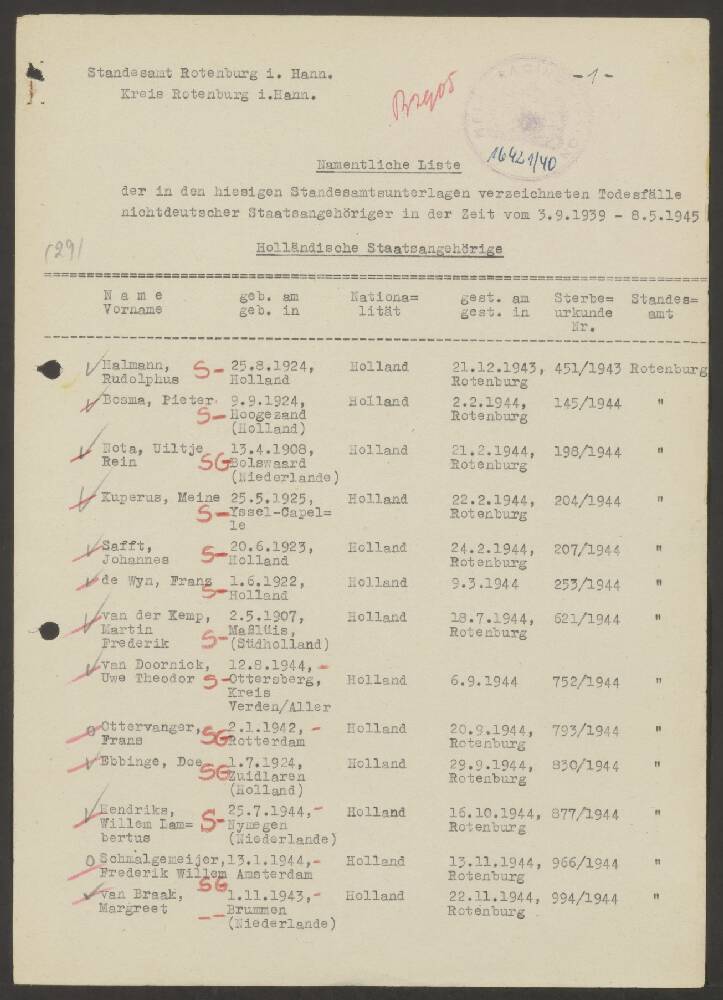 Standesamt Rotenburg i. Hann.
Kreis Rotenburg i.Hann.
-1-
16421/40
Namentliche Liste
der in den hiesigen Standesamtsunterlagen verzeichneten Todesfälle
nichtdeutscher Staatsangehöriger in der Zeit vom 3.9.1939 - 8.5.1945
(29)
Holländische Staatsangehörige
N a m e geb. am Nationa= gest. am Sterbe= Standes=
Vorname geb. in lität gest. in urkunde amt
Nr.
Halmann, S- 25.8.1924, Holland 21.12.1943, 451/1943 Rotenburg
Rudolphus Holland Rotenburg
Bosma, Pieter 9.9.1924, Holland 2.2.1944, 145/1944 "
S- Hoogezand Rotenburg
(Holland)
Nota, Uiltje 13.4.1908, Holland 21.2.1944, 198/1944 "
Rein SG Bolswaard Rotenburg
(Niederlande)
Kuperus, Meine 25.5.1925, Holland 22.2.1944, 204/1944 "
S- Yssel-Capel= Rotenburg
le
Safft, S- 20.6.1923, Holland 24.2.1944, 207/1944 "
Johannes Holland Rotenburg
de Wyn, Frans 1.6.1922, Holland 9.3.1944 253/1944 "
S- Holland
van der Kemp, 2.5.1907, Holland 18.7.1944, 621/1944 "
Martin Maßlüis, Rotenburg
Frederik S- (Südholland)
van Doornick, 12.8.1944, -
Uwe Theodor S- Ottersberg, Holland 6.9.1944 752/1944 "
Kreis
Verden/Aller
o Ottervanger, 2.1.1942, - Holland 20.9.1944, 793/1944 "
Frans SG Rotterdam Rotenburg
Ebbinge, Doe 1.7.1924, Holland 29.9.1944, 830/1944 "
SG Zuidlaren Rotenburg
(Holland)
Hendriks, 25.7.1944,- Holland 16.10.1944, 877/1944 "
Willem Lam= S- Nymegen Rotenburg
bertus (Niederlande)
o Schmalgemeijer,13.1.1944,- Holland 13.11.1944, 966/1944 "
Frederik Willem Amsterdam Rotenburg
SG
van Braak, 1.11.1943,- Holland 22.11.1944, 994/1944 "
Margreet -- Brummen Rotenburg
(Niederlande)